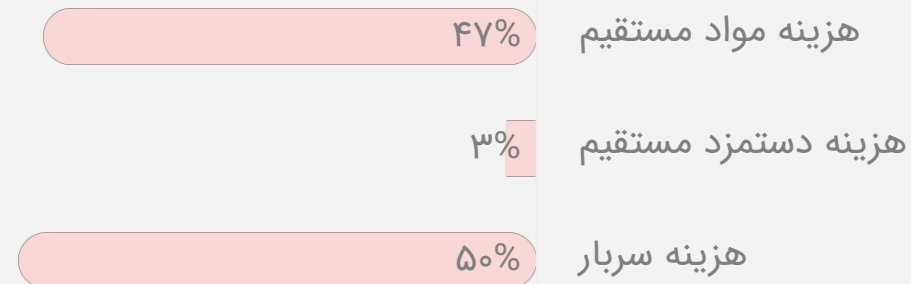 هزینه مواد مستقیم ۴۷%
هزینه دستمزد مستقیم ۳%
هزینه سربار ۵۰%